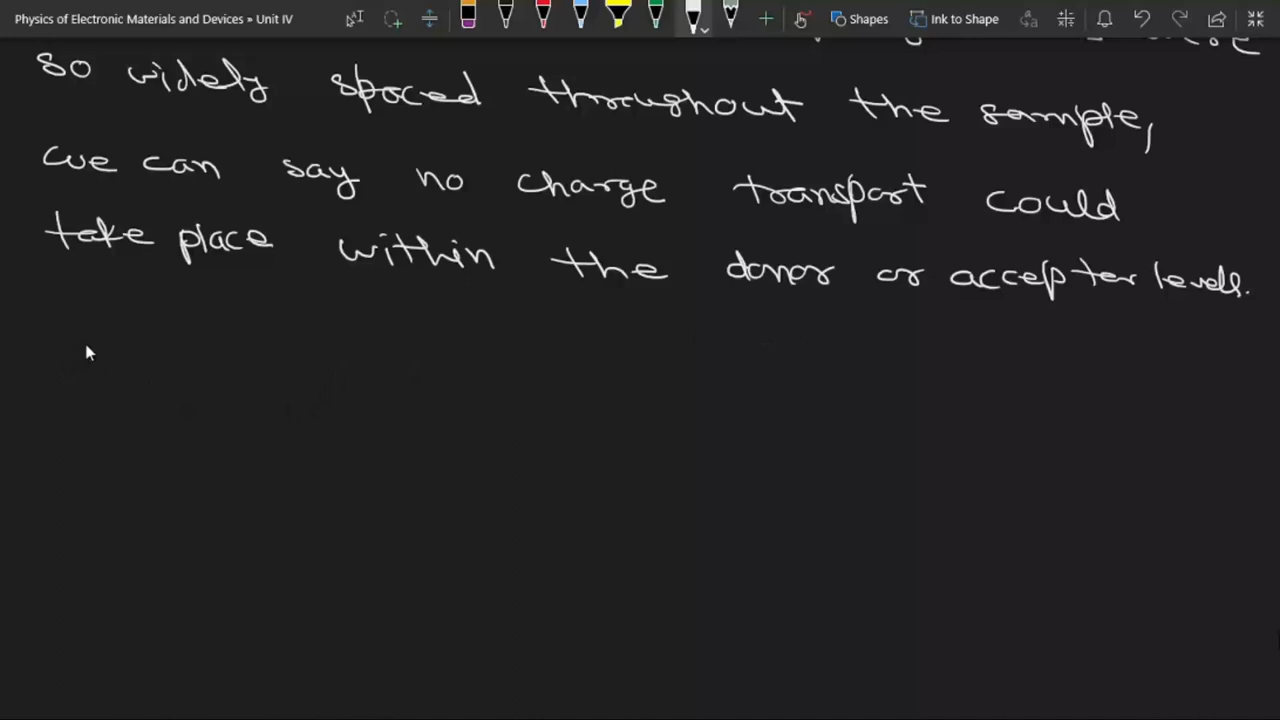 Physics of Electronic Materials and Devices » Unit IV
Shapes
Ink to Shape
so widely spaced throughout the sample,
we can say no charge transport could
take place within the donor or accepter levels.